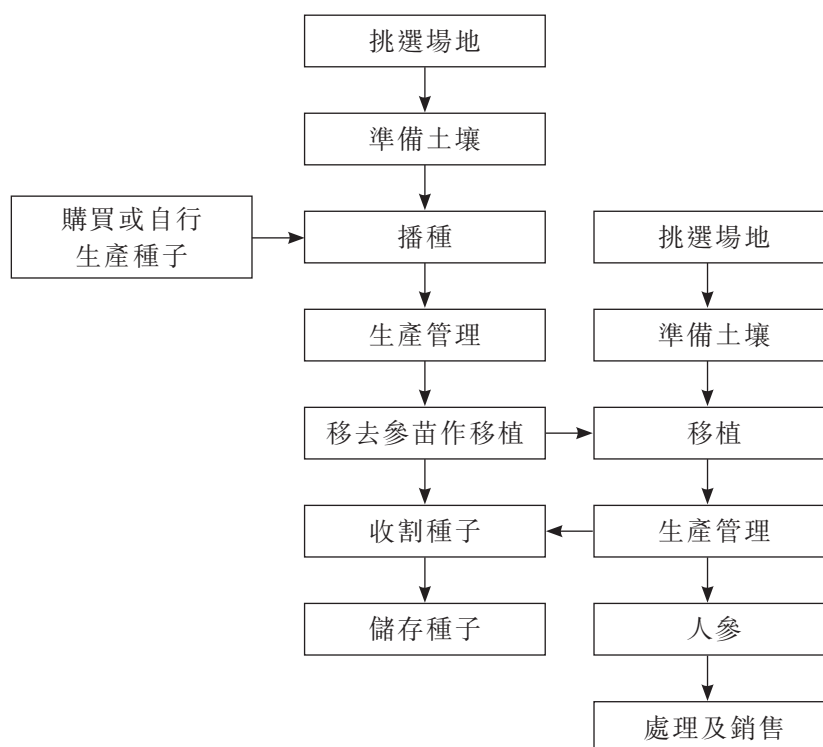 挑選場地
準備土壤
購買或自行
生產種子
播種
挑選場地
生產管理
準備土壤
移去參苗作移植
移植
收割種子
生產管理
儲存種子
人參
處理及銷售